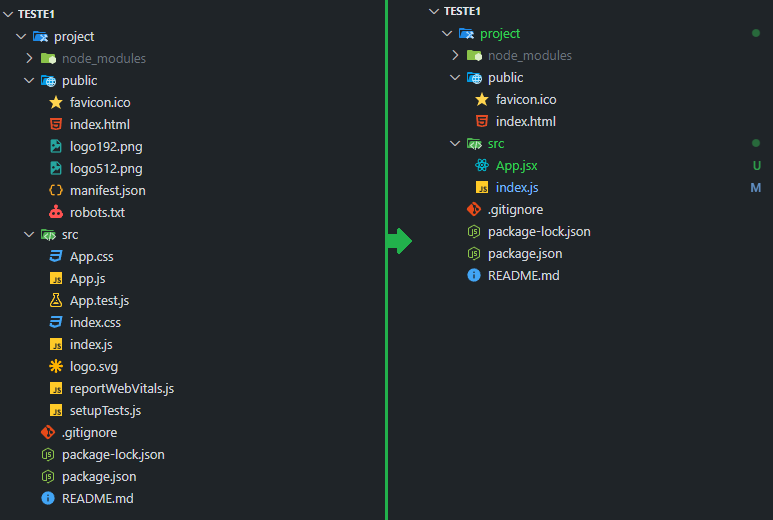 TESTE1
project
node_modules
public
favicon.ico
index.html
logo192.png
logo512.png
manifest.json
robots.txt
src
App.css
App.js
App.test.js
index.css
index.js
logo.svg
reportWebVitals.js
setupTests.js
.gitignore
package-lock.json
package.json
README.md
TESTE1
project
node_modules
public
favicon.ico
index.html
src
App.jsx U
index.js M
.gitignore
package-lock.json
package.json
README.md